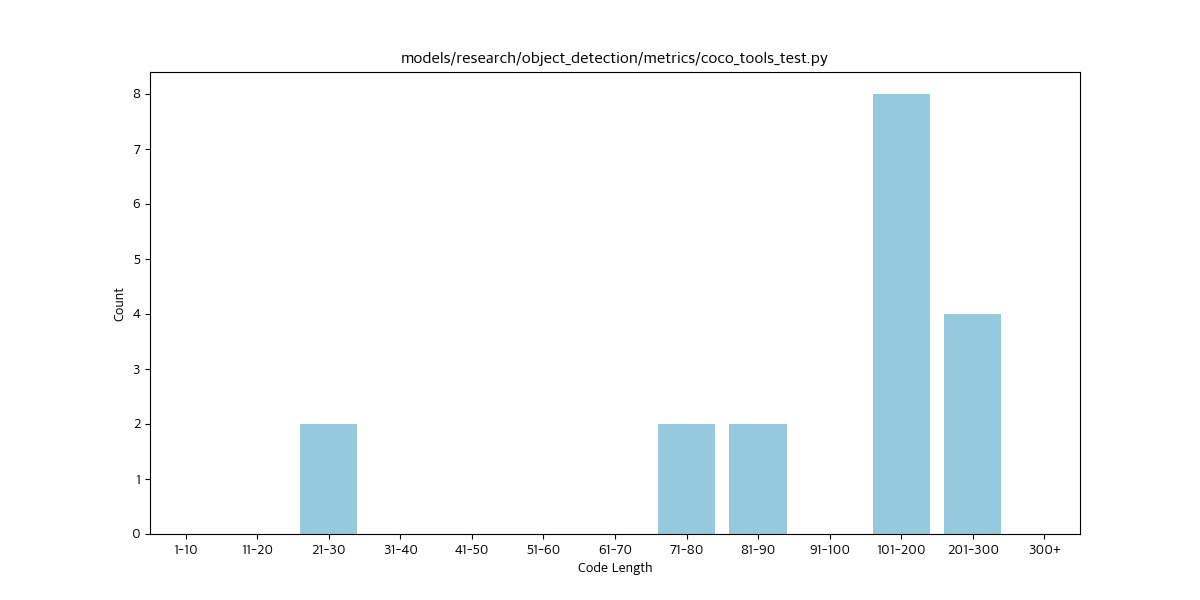 models/research/object_detection/metrics/coco_tools_test.py
8
7
6
5
4
3
2
1
0
Count
1-10 11-20 21-30 31-40 41-50 51-60 61-70 71-80 81-90 91-100 101-200 201-300 300+
Code Length